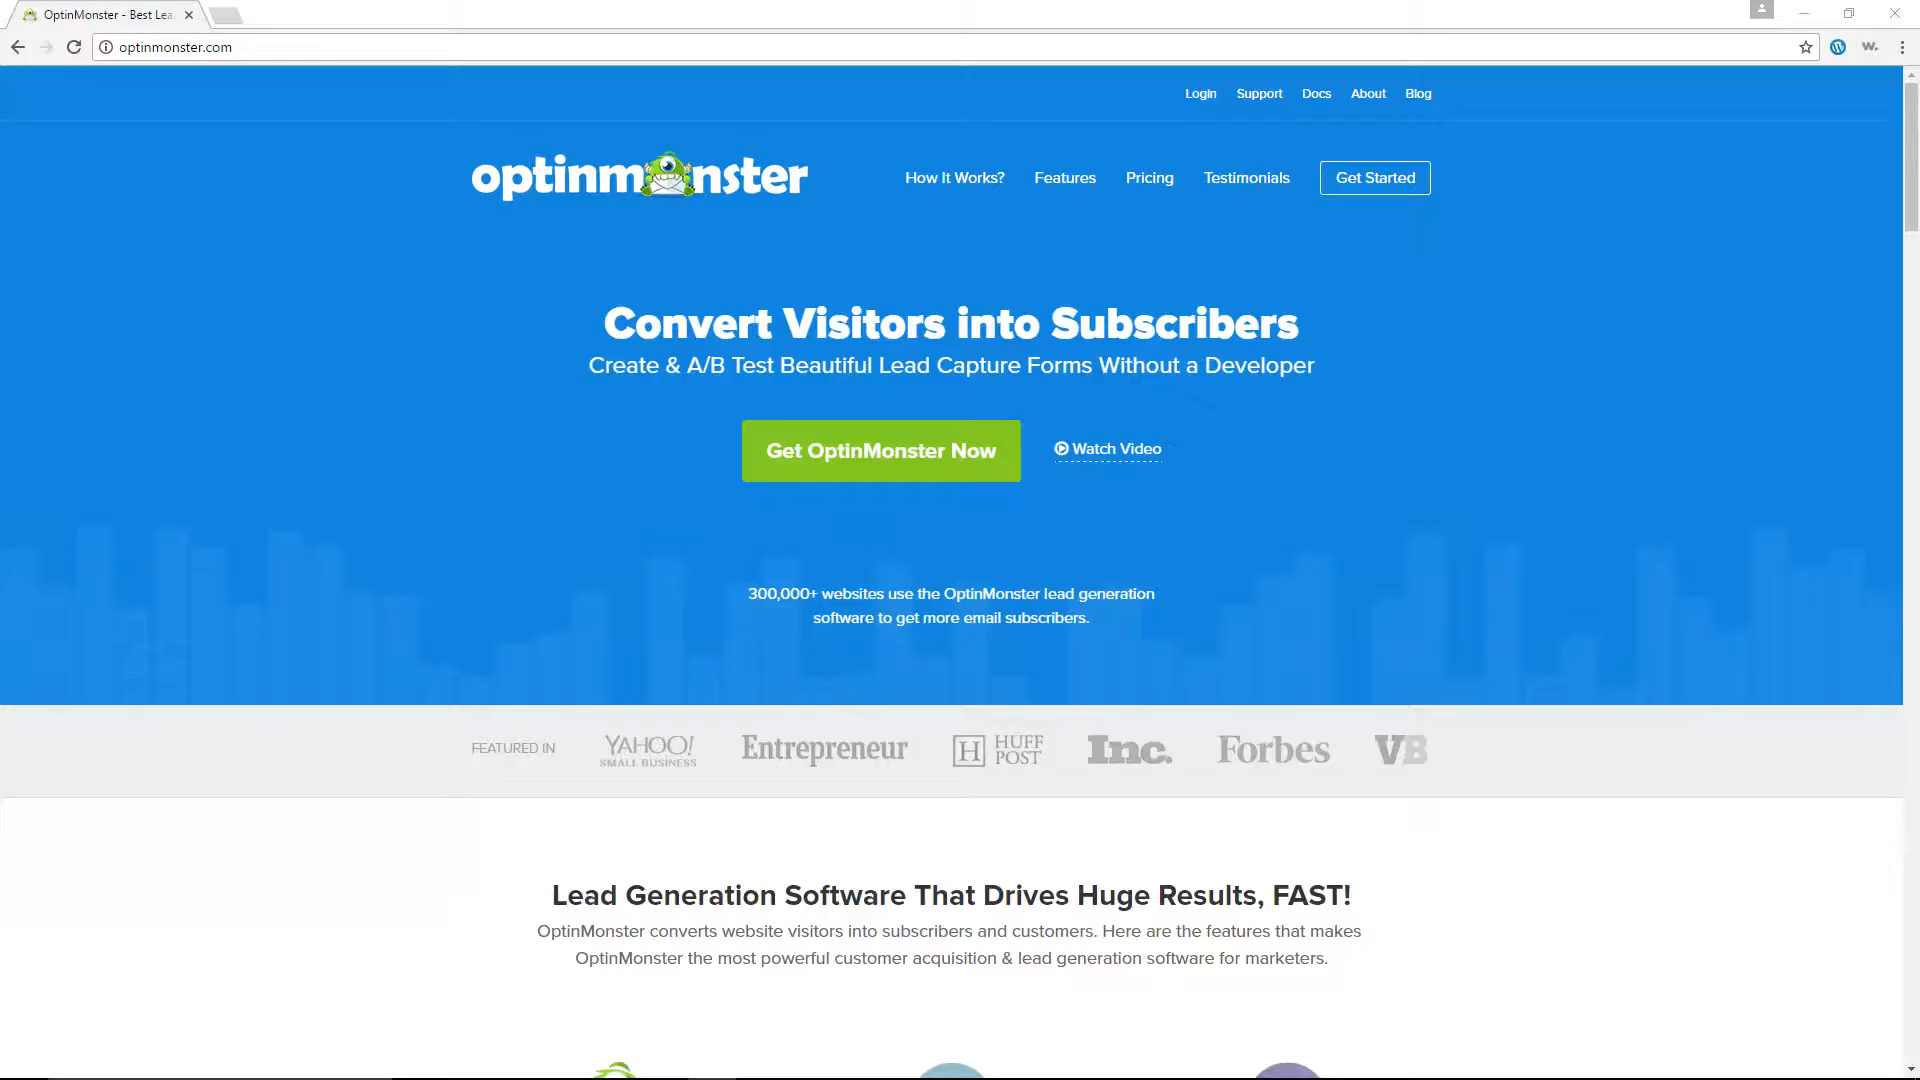 OptinMonster - Best Lea
optinmonster.com
Login Support Docs About Blog
optinmonster
How It Works? Features Pricing Testimonials Get Started
Convert Visitors into Subscribers
Create & A/B Test Beautiful Lead Capture Forms Without a Developer
Get OptinMonster Now
Watch Video
300,000+ websites use the OptinMonster lead generation
software to get more email subscribers.
FEATURED IN
YAHOO!
SMALL BUSINESS
Entrepreneur
H HUFF
POST
Inc.
Forbes
VB
Lead Generation Software That Drives Huge Results, FAST!
OptinMonster converts website visitors into subscribers and customers. Here are the features that makes
OptinMonster the most powerful customer acquisition & lead generation software for marketers.